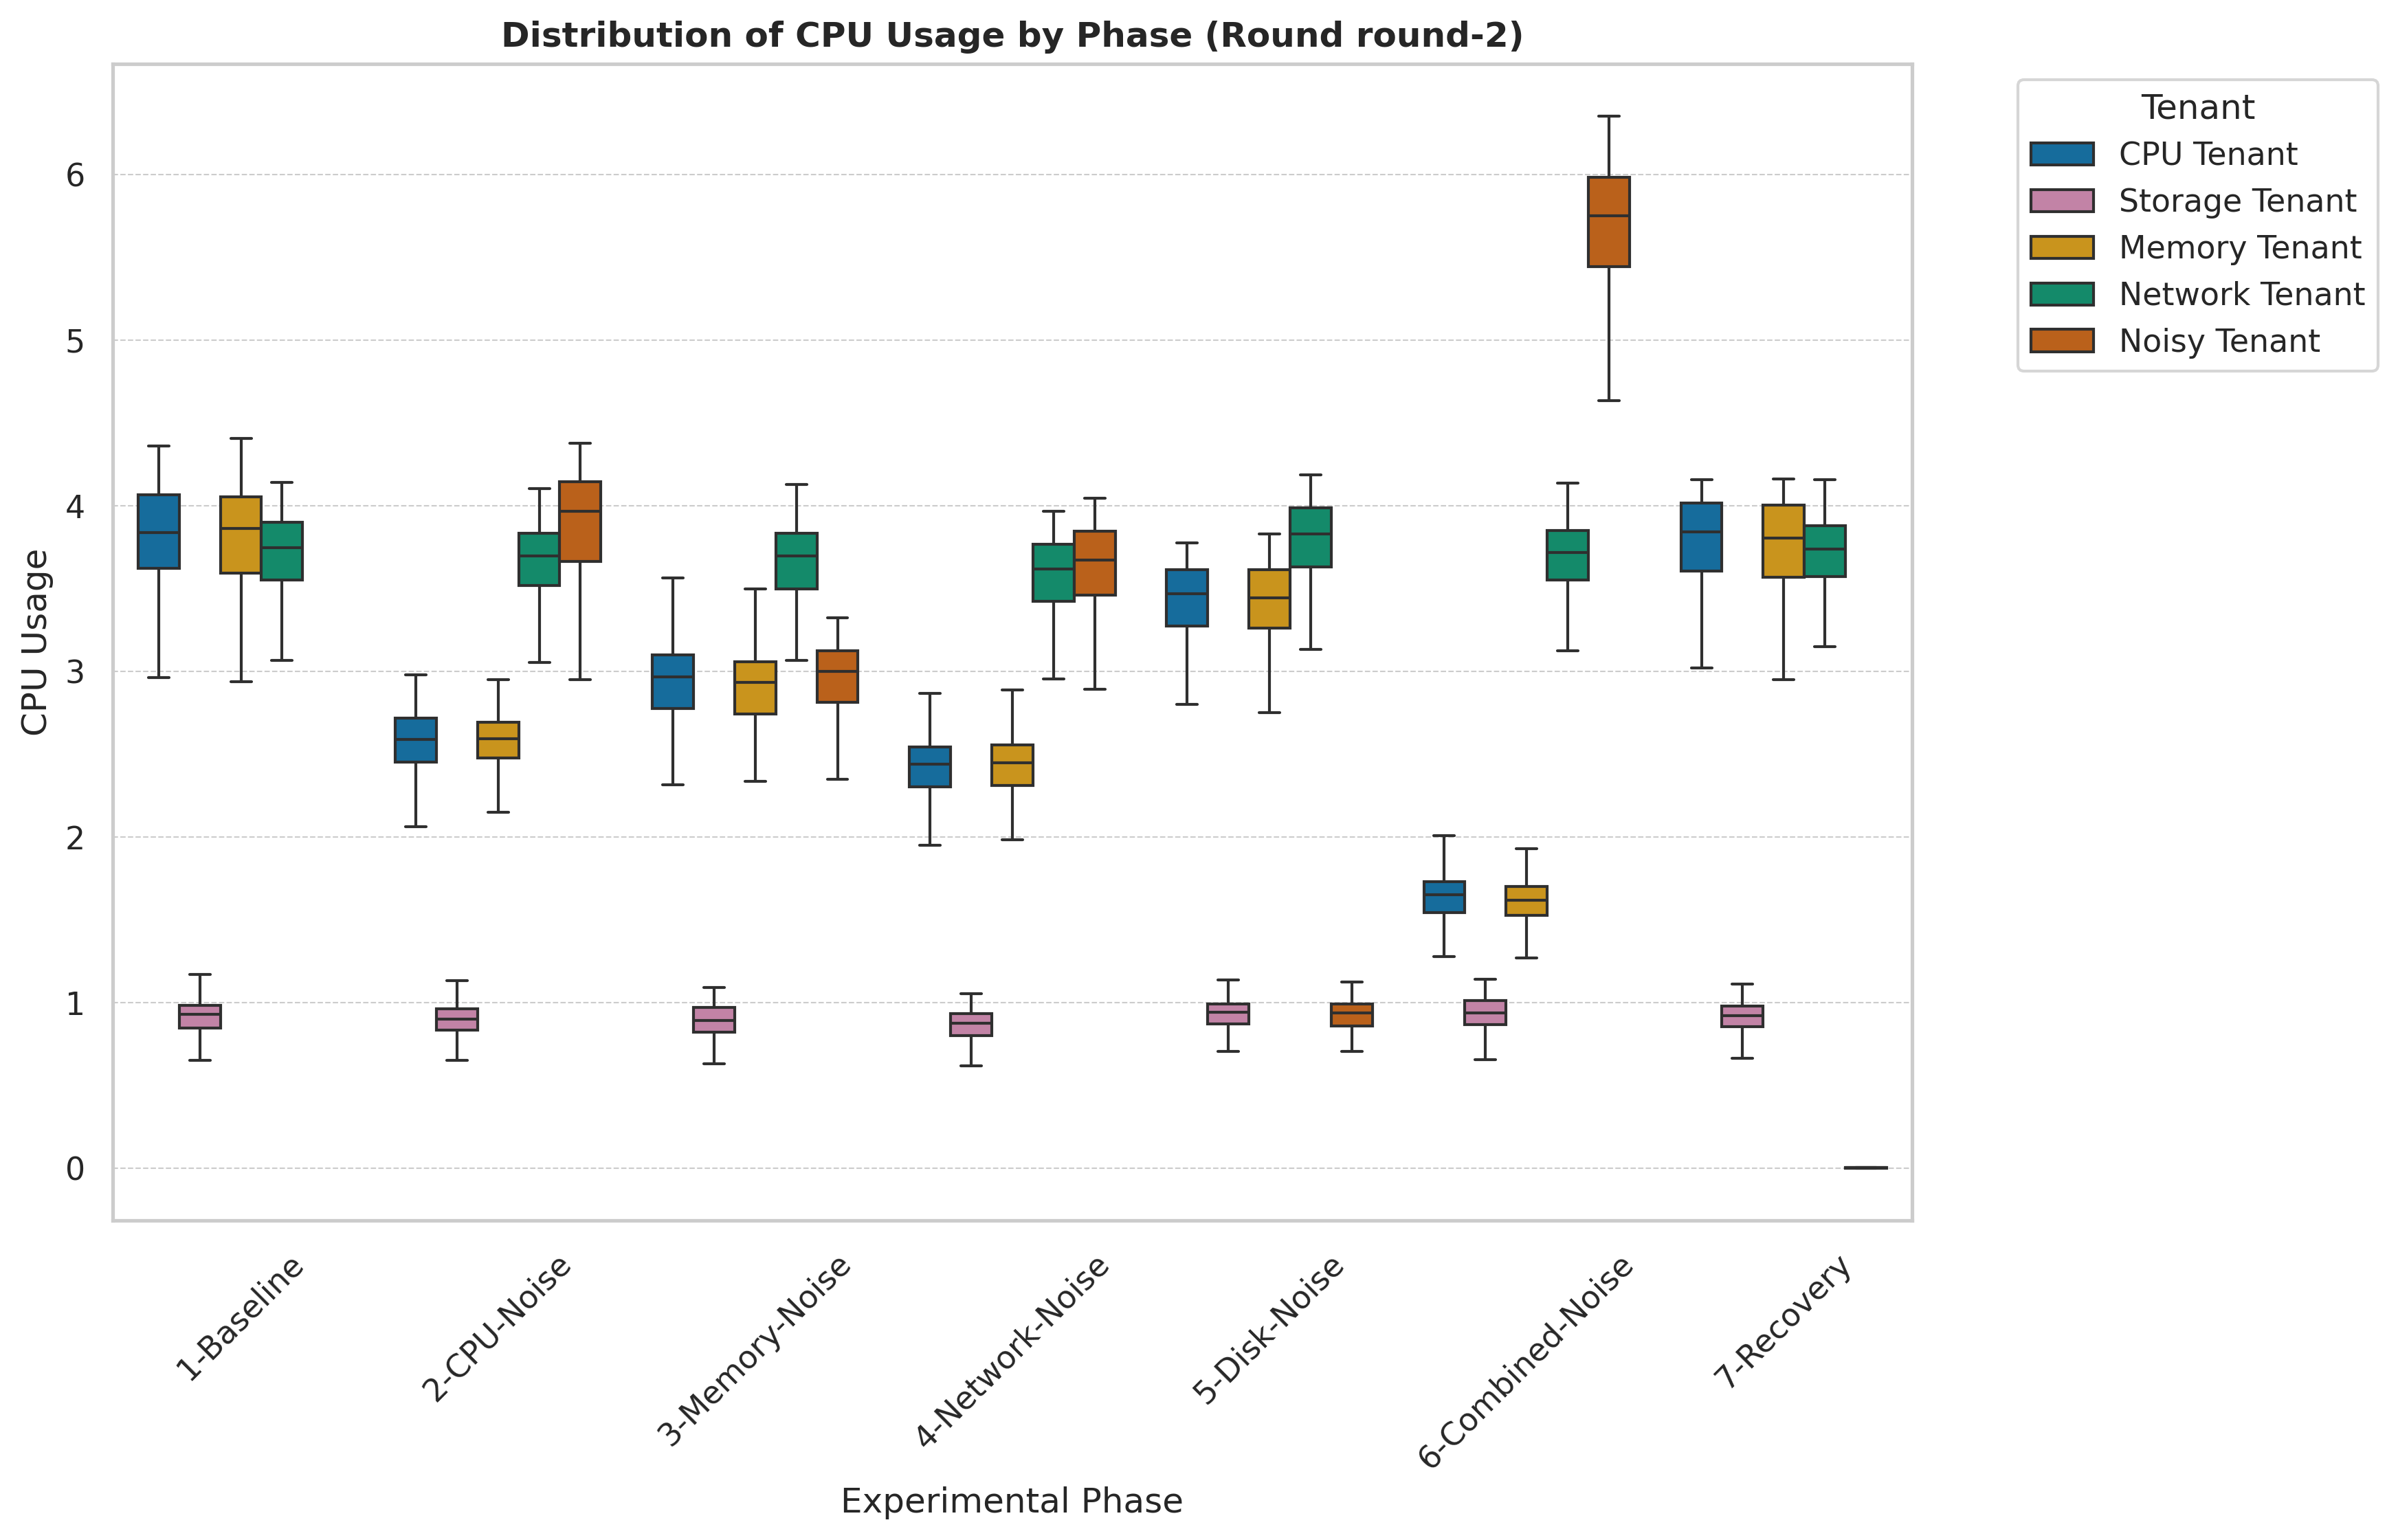 Distribution of CPU Usage by Phase (Round round-2)
CPU Usage
6
5
4
3
2
1
0
1-Baseline
2-CPU-Noise
3-Memory-Noise
4-Network-Noise
5-Disk-Noise
6-Combined-Noise
7-Recovery
Experimental Phase
Tenant
CPU Tenant
Storage Tenant
Memory Tenant
Network Tenant
Noisy Tenant